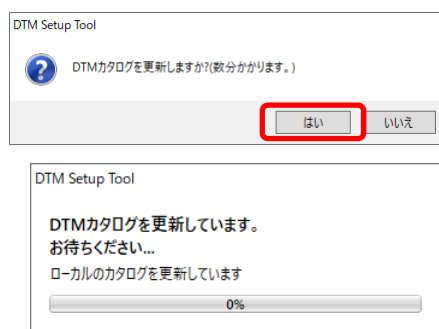 DTM Setup Tool
DTMカタログを更新しますか?(数分かかります。)
はい いいえ
DTM Setup Tool
DTMカタログを更新しています。
お待ちください...
ローカルのカタログを更新しています
0%